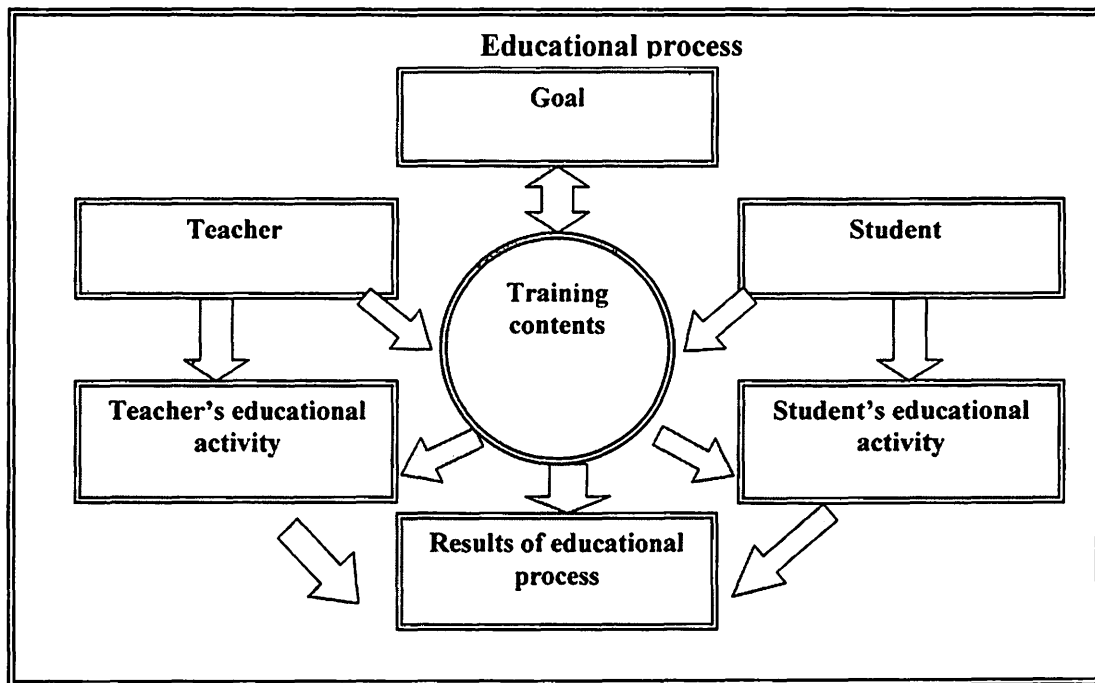 Educational process
Goal
Teacher
Student
Training
contents
Teacher's educational
activity
Student's educational
activity
Results of educational
process